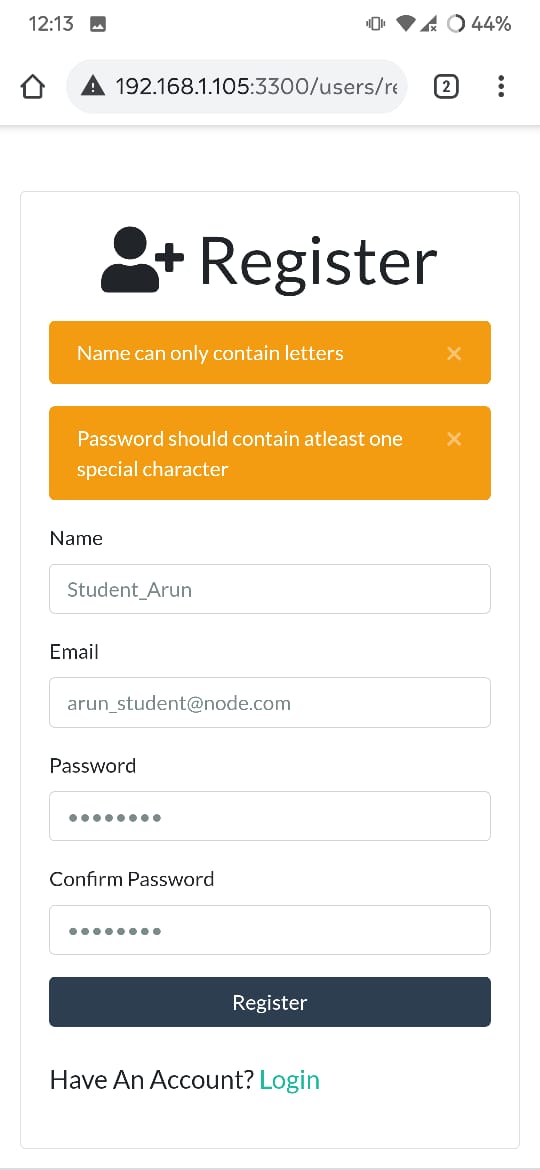 12:13
44%
192.168.1.105:3300/users/re
2
Register
Name can only contain letters
Password should contain atleast one
special character
Name
Student_Arun
Email
arun_student@node.com
Password
••••••••
Confirm Password
••••••••
Register
Have An Account? Login